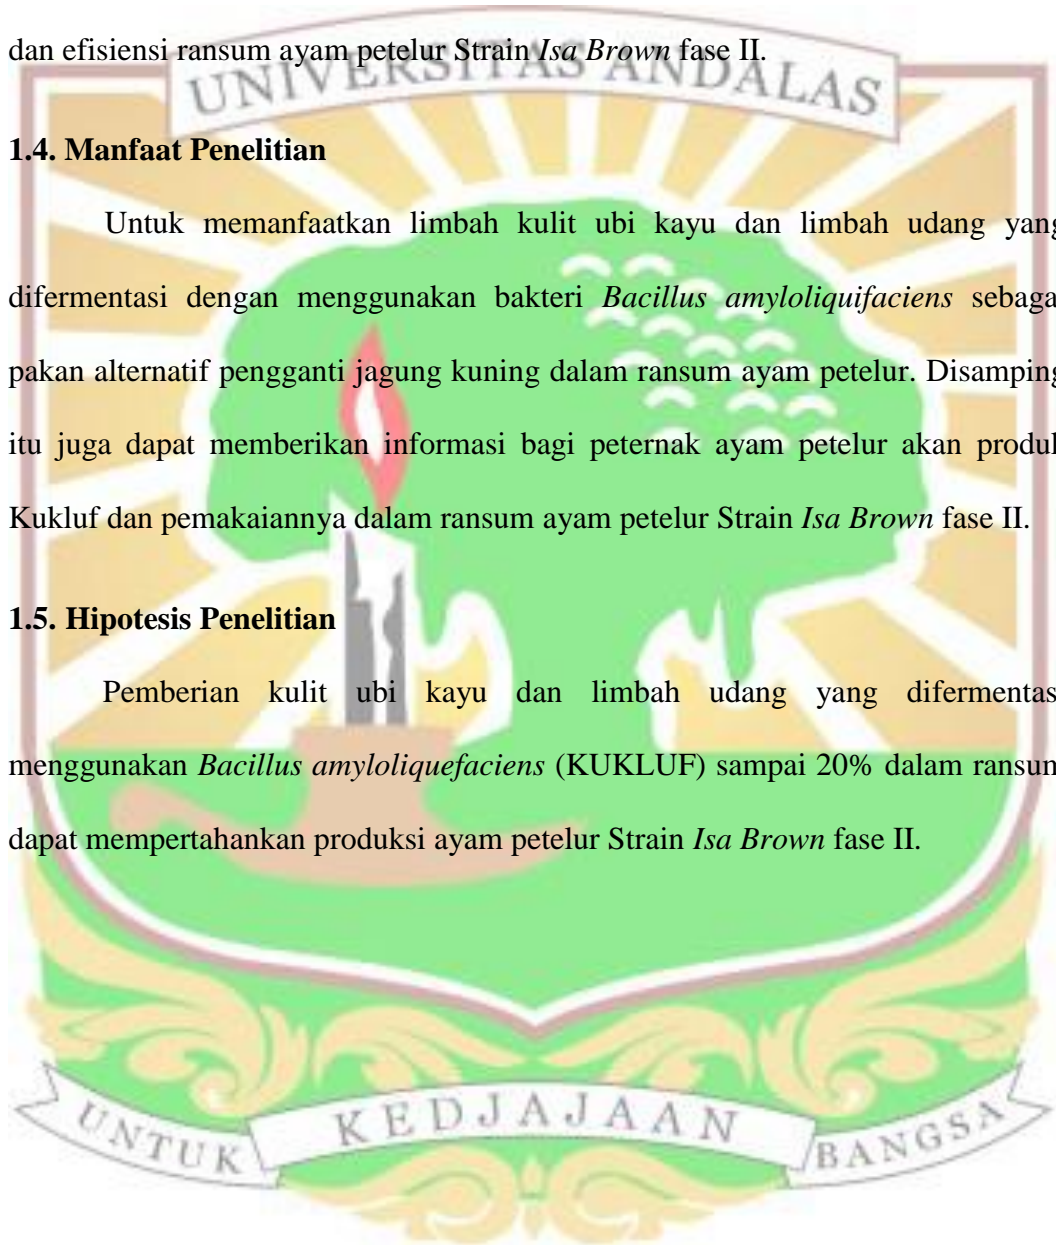 dan efisiensi ransum ayam petelur Strain Isa Brown fase II.
UNIVERSITAS ANDALAS
1.4. Manfaat Penelitian
Untuk memanfaatkan limbah kulit ubi kayu dan limbah udang yang
difermentasi dengan menggunakan bakteri Bacillus amyloliquifaciens sebaga
pakan alternatif pengganti jagung kuning dalam ransum ayam petelur. Disamping
itu juga dapat memberikan informasi bagi peternak ayam petelur akan produk
Kukluf dan pemakaiannya dalam ransum ayam petelur Strain Isa Brown fase II.
1.5. Hipotesis Penelitian
Pemberian kulit ubi kayu dan limbah udang yang difermentas
menggunakan Bacillus amyloliquefaciens (KUKLUF) sampai 20% dalam ransum
dapat mempertahankan produksi ayam petelur Strain Isa Brown fase II.
UNTUK KEDJAJAAN BANGSA